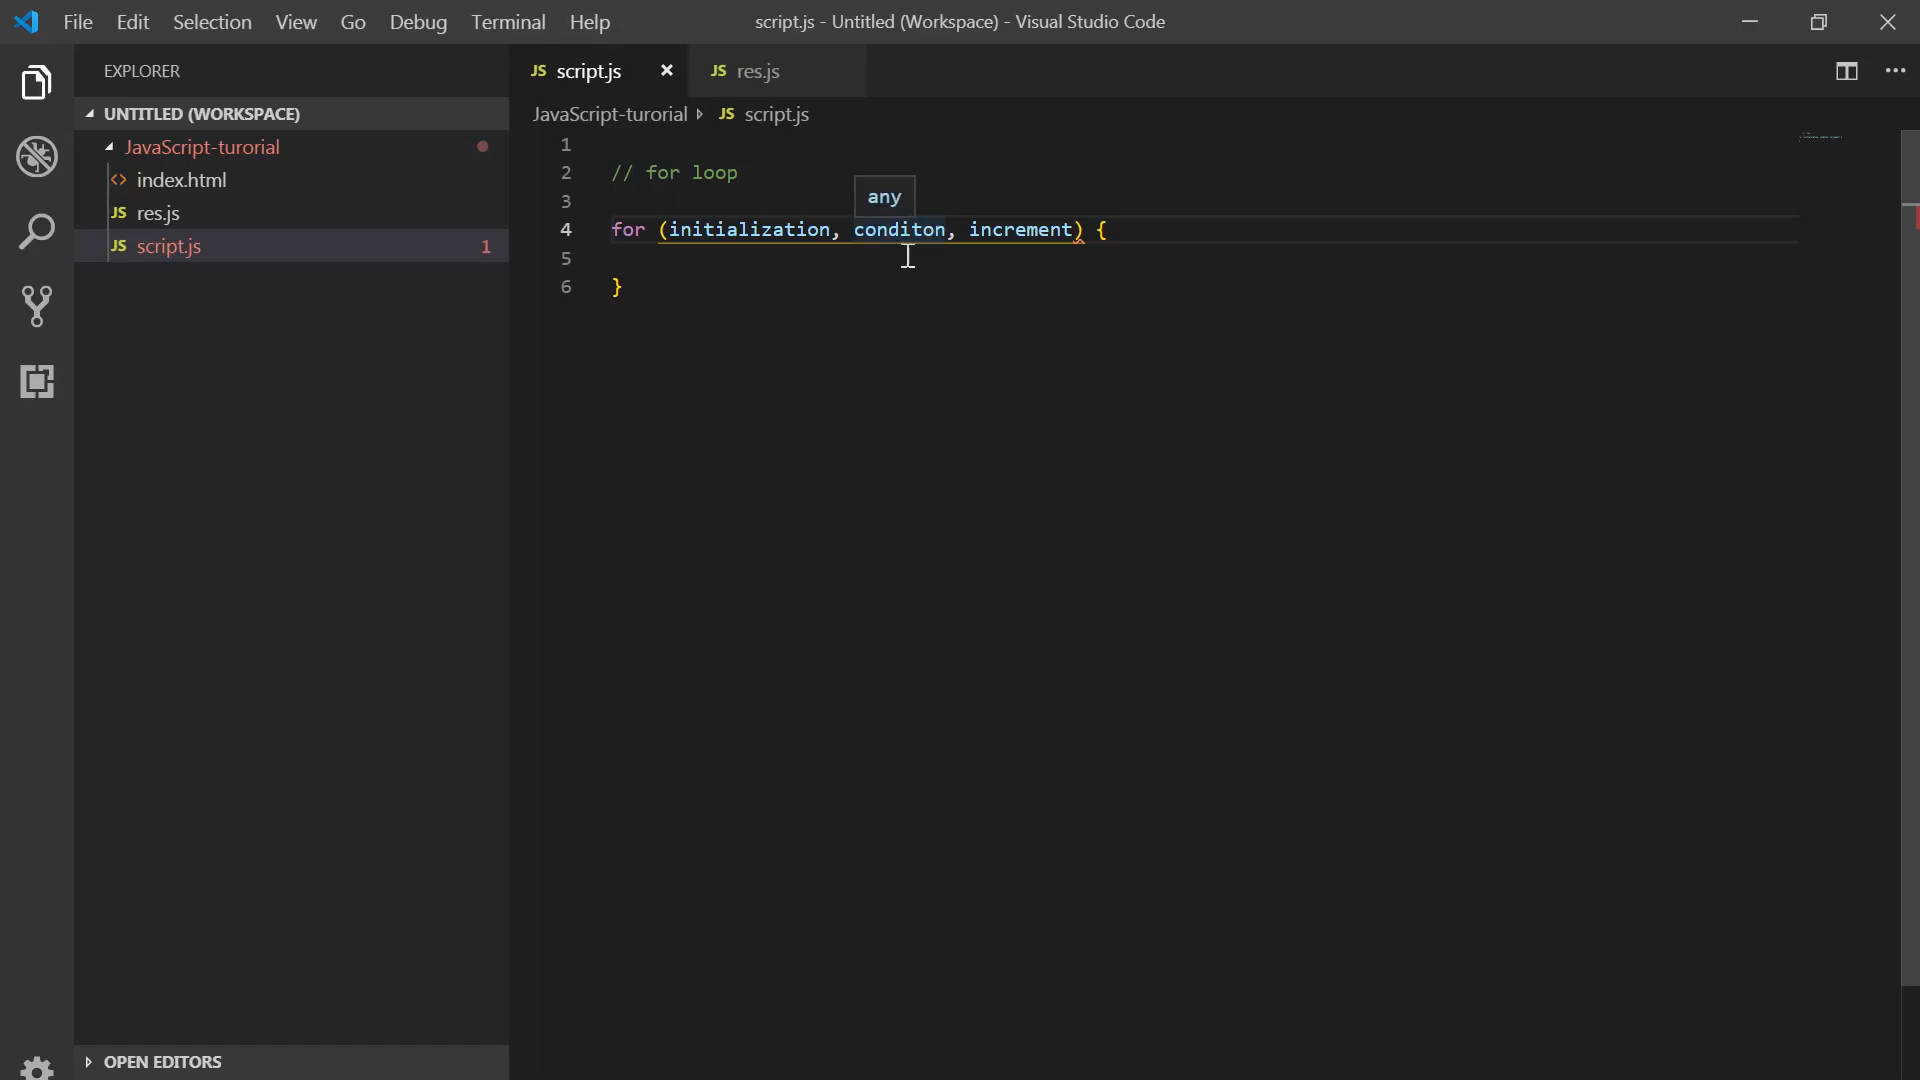 File Edit Selection View Go Debug Terminal Help script.js - Untitled (Workspace) - Visual Studio Code
EXPLORER
JS script.js × JS res.js
UNTITLED (WORKSPACE)
JavaScript-turorial
<> index.html
JS res.js
JS script.js 1
JavaScript-turorial JS script.js
1
2 // for loop
3
any
4 for (initialization, conditon, increment) {
5
6 }
OPEN EDITORS